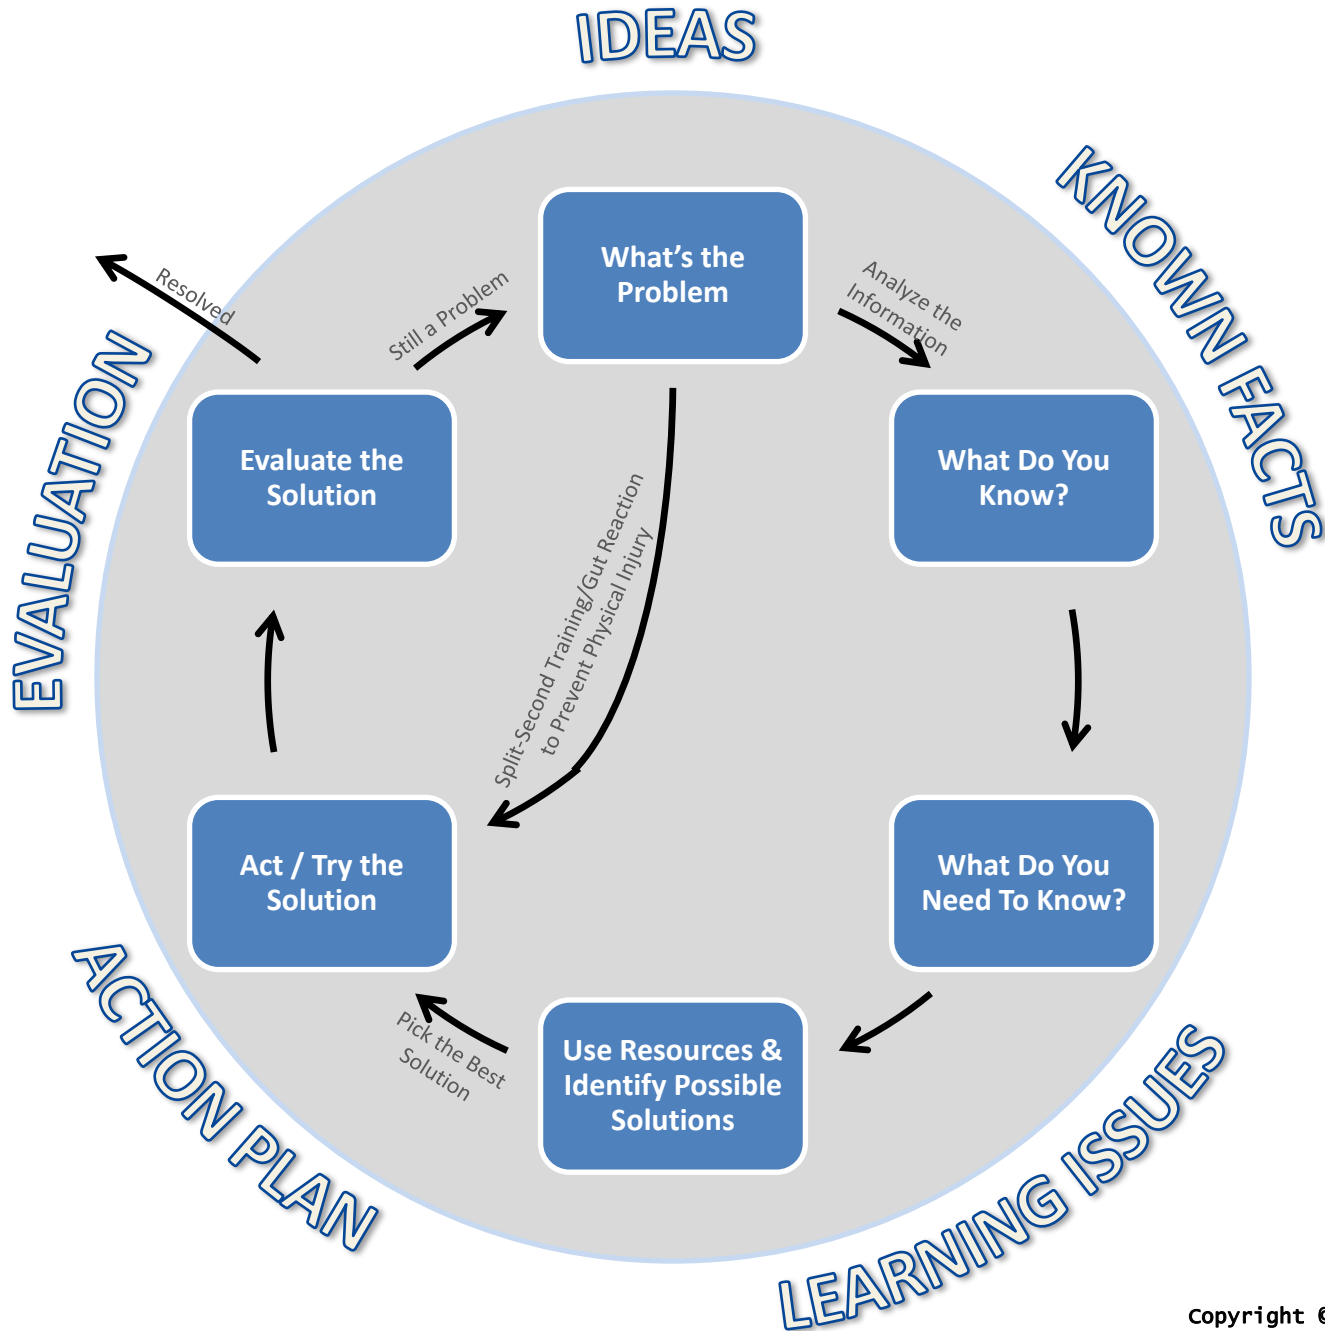 IDEAS
KNOWN FACTS
What's the
Problem
Analyze the
Information
Resolved
Still a Problem
Evaluate the
Solution
What Do You
Know?
EVALUATION
Split-Second Training/Gut Reaction
to Prevent Physical Injury
Act / Try the
Solution
What Do You
Need To Know?
Pick the Best
Solution
Use Resources &
Identify Possible
Solutions
ACTION PLAN
LEARNING ISSUES
Copyright ©